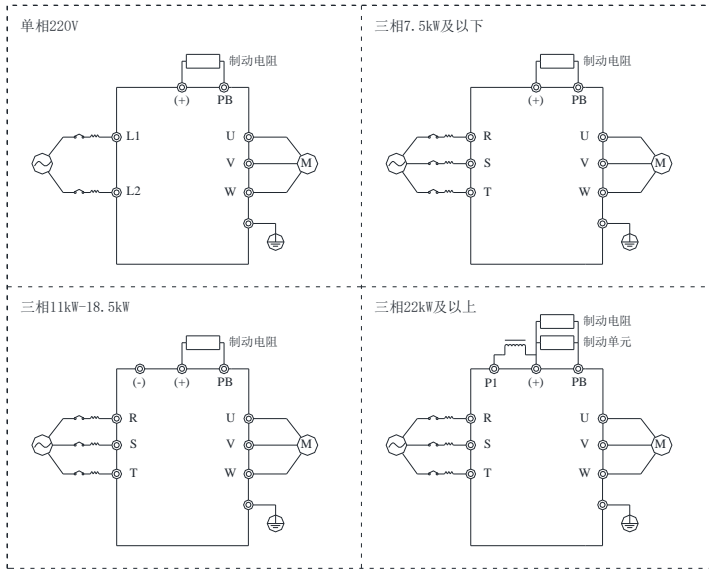 单相220V
制动电阻
(+) PB
L1 U
V M
L2 W
三相7.5kW及以下
制动电阻
(+) PB
R U
S V M
T W
三相11kW-18.5kW
制动电阻
(-) (+) PB
R U
S V M
T W
三相22kW及以上
制动电阻
制动单元
P1 (+) PB
R U
S V M
T W